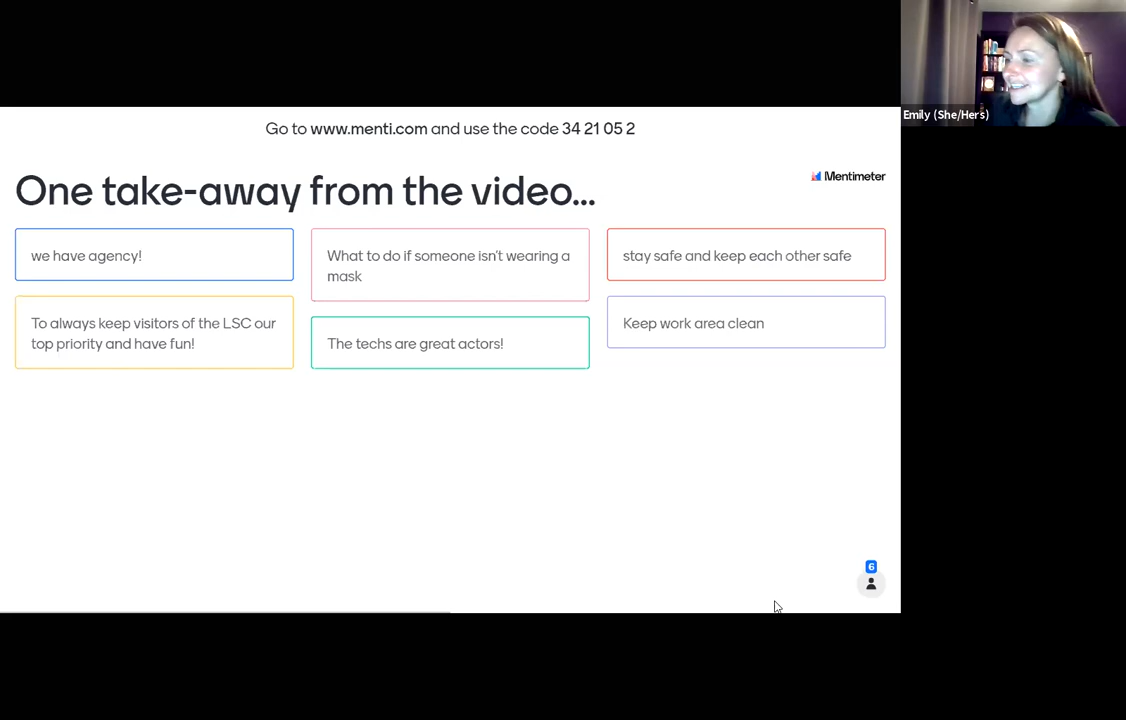 Go to www.menti.com and use the code 34 21 05 2
One take-away from the video...
Mentimeter
we have agency!
What to do if someone isn't wearing a
mask
stay safe and keep each other safe
To always keep visitors of the LSC our
top priority and have fun!
The techs are great actors!
Keep work area clean
6
Emily (She/Hers)